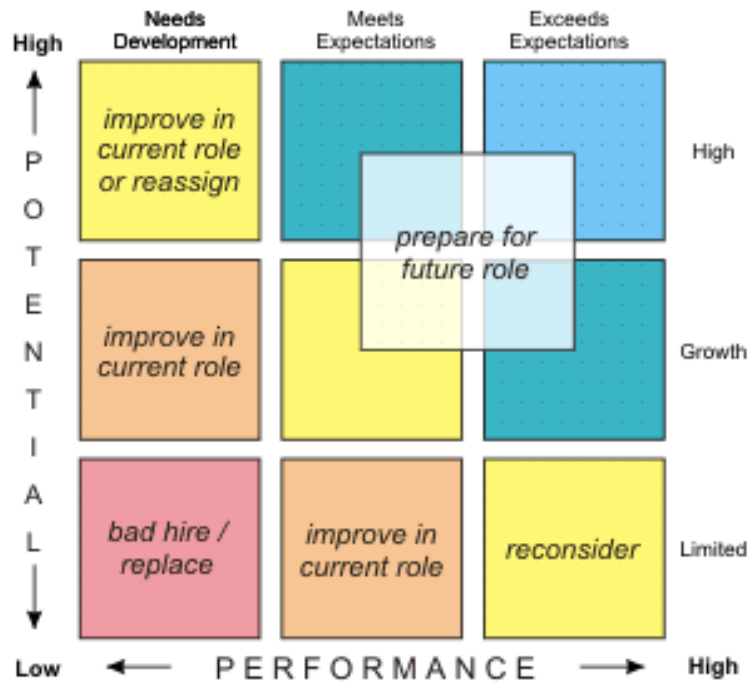 Needs
Development
Meets
Expectations
Exceeds
Expectations
High
POTENTIAL
improve in
current role
or reassign
High
prepare for
future role
improve in
current role
Growth
bad hire /
replace
improve in
current role
reconsider
Limited
Low
PERFORMANCE
High